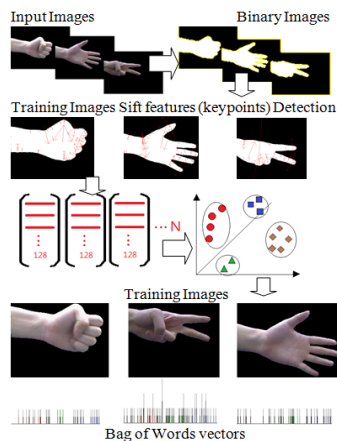 Input Images
Binary Images
Training Images Sift features (keypoints) Detection
128
128
128
... N
Training Images
Bag of Words vectors